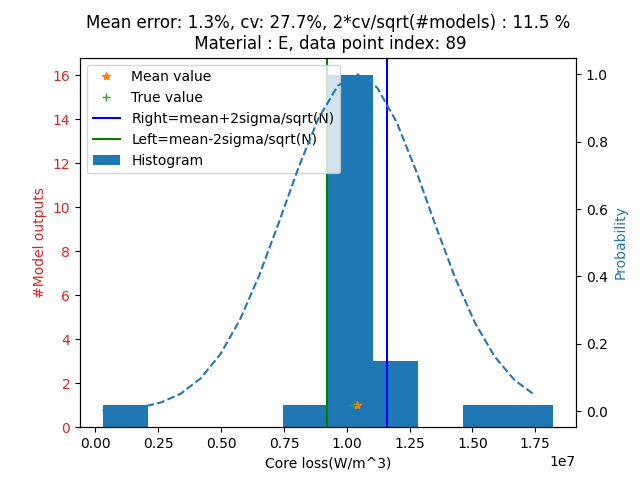 Mean error: 1.3%, cv: 27.7%, 2*cv/sqrt(#models) : 11.5 %
Material : E, data point index: 89
Mean value
True value
Right=mean+2sigma/sqrt(N)
Left=mean-2sigma/sqrt(N)
Histogram
#Model outputs
16
14
12
10
8
6
4
2
0
1.0
0.8
0.6
0.4
0.2
0.0
Probability
0.00 0.25 0.50 0.75 1.00 1.25 1.50 1.75
1e7
Core loss(W/m^3)